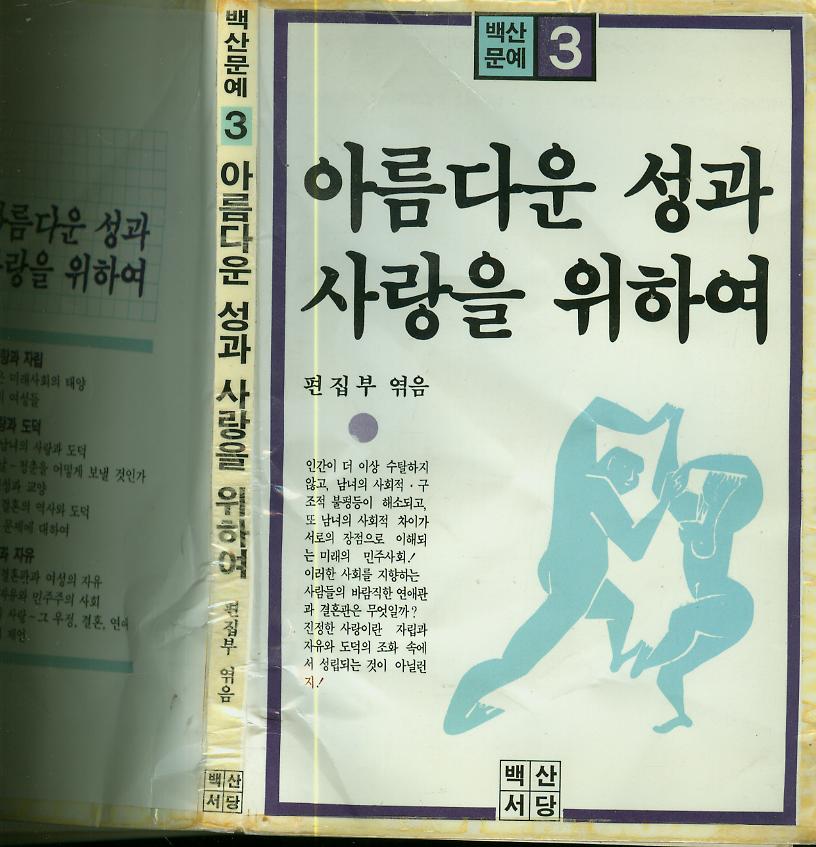 백산
문예
3
아름다운 성과
사랑을 위하여
편집부 엮음
인간이 더 이상 수탈하지
않고, 남녀의 사회적·구
조적 불평등이 해소되고,
또 남녀의 사회적 차이가
서로의 장점으로 이해되
는 미래의 민주사회!
이러한 사회를 지향하는
사람들의 바람직한 연애관
과 결혼관은 무엇일까?
진정한 사랑이란 자립과
자유와 도덕의 조화 속에
서 성립되는 것이 아닐런
지!
백산
서당
백산문예 3 아름다운 성과 사랑을 위하여 편집부 엮음
백산
서당
름다운 성과
랑을 위하여
자립
미래사회의 태양
여성들
도덕
남녀의 사랑과 도덕
정춘을 어떻게 보낼 것인가
교양
결혼의 역사와 도덕
문제에 대하여
자유
결혼관과 여성의 자유
자유와 민주주의 사회
사랑-그 우정, 결혼, 연애
제언